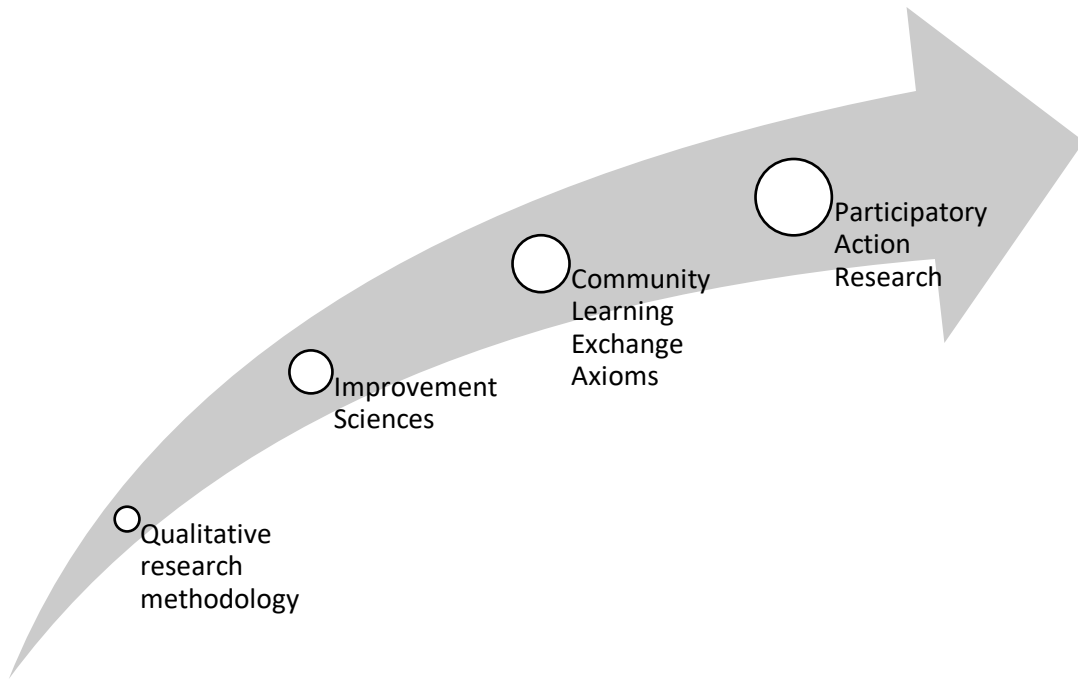 Qualitative
research
methodology
Improvement
Sciences
Community
Learning
Exchange
Axioms
Participatory
Action
Research